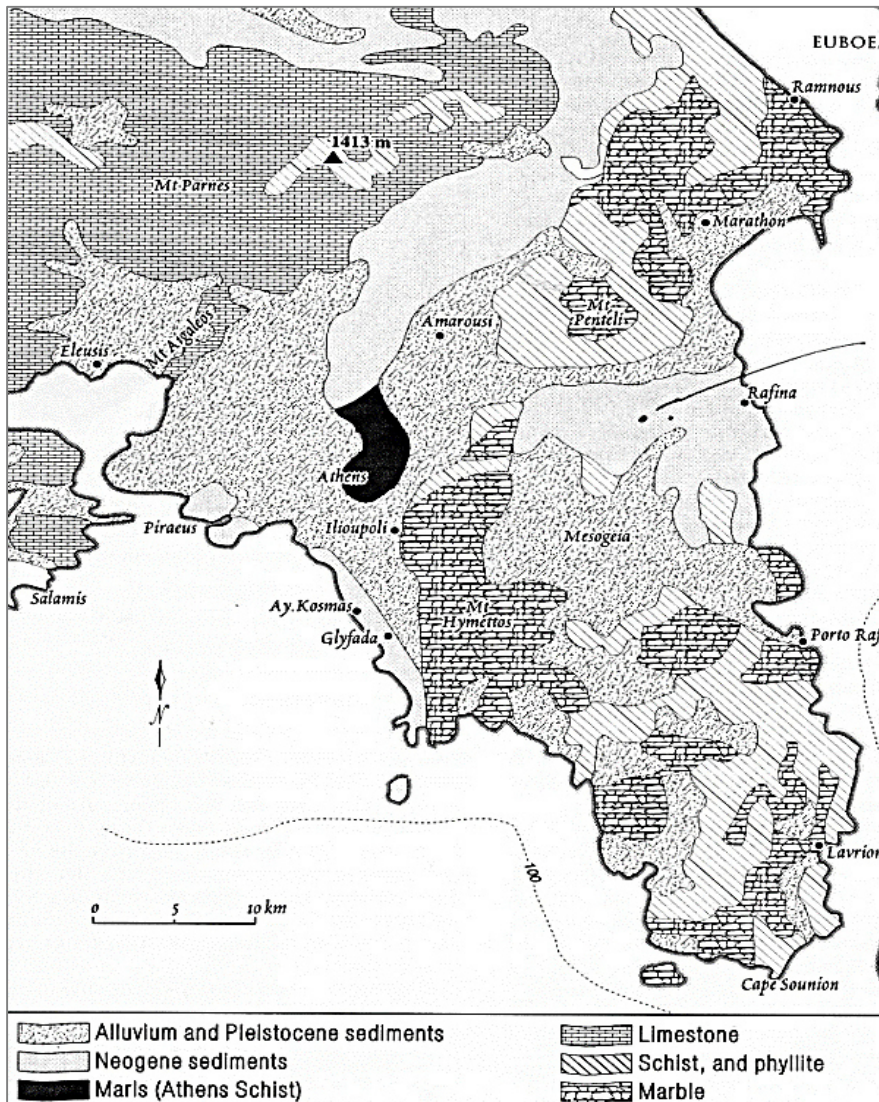 EUBOEA
Ramnous
1413 m
Mt Parnes
Marathon
Mt
Penteli
Amarousi
Mt Aigaleos
Eleusis
Rafina
Athens
Ilioupoli
Piraeus
Mesogeia
Salamis
Ay. Kosmas
Mt
Hymettos
Glyfada
Porto Raf
N
Lavrion
100
0 5 10 km
Cape Sounion
Alluvium and Pleistocene sediments
Limestone
Neogene sediments
Schist, and phyllite
Marls (Athens Schist)
Marble